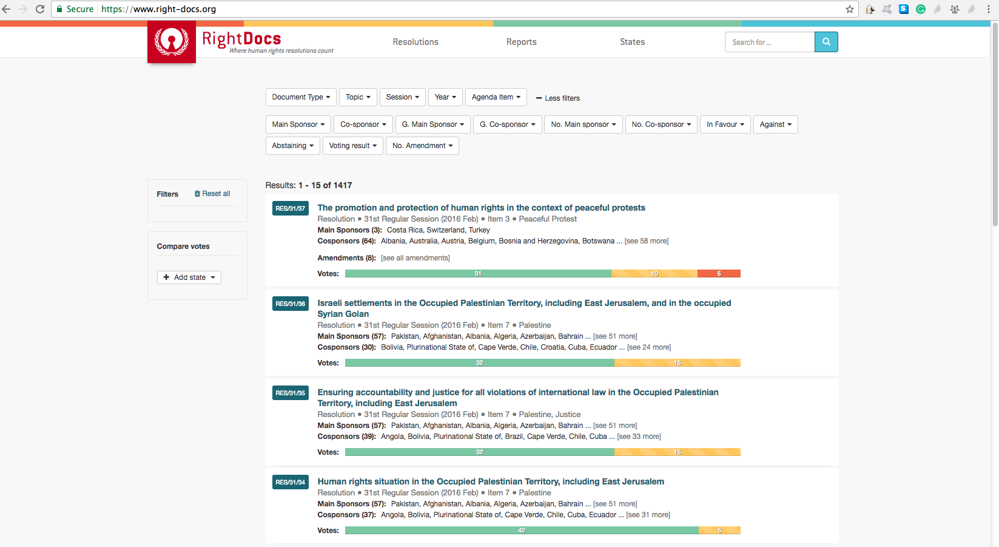 Secure https://www.right-docs.org
RightDocs
Where human rights resolutions count
Resolutions Reports States
Search for ...
Document Type Topic Session Year Agenda Item Less filters
Main Sponsor Co-sponsor G. Main Sponsor G. Co-sponsor No. Main sponsor No. Co-sponsor In Favour Against
Abstaining Voting result No. Amendment
Filters Reset all
Compare votes
+ Add state
Results: 1 - 15 of 1417
RES/31/37 The promotion and protection of human rights in the context of peaceful protests
Resolution ● 31st Regular Session (2016 Feb) ● Item 3 ● Peaceful Protest
Main Sponsors (3): Costa Rica, Switzerland, Turkey
Cosponsors (64): Albania, Australia, Austria, Belgium, Bosnia and Herzegovina, Botswana ... [see 58 more]
Amendments (8): [see all amendments]
Votes: 31 10 5
RES/31/36 Israeli settlements in the Occupied Palestinian Territory, including East Jerusalem, and in the occupied
Syrian Golan
Resolution ● 31st Regular Session (2016 Feb) ● Item 7 ● Palestine
Main Sponsors (57): Pakistan, Afghanistan, Albania, Algeria, Azerbaijan, Bahrain ... [see 51 more]
Cosponsors (30): Bolivia, Plurinational State of, Cape Verde, Chile, Croatia, Cuba, Ecuador ... [see 24 more]
Votes: 32 15
RES/31/35 Ensuring accountability and justice for all violations of international law in the Occupied Palestinian
Territory, including East Jerusalem
Resolution ● 31st Regular Session (2016 Feb) ● Item 7 ● Palestine, Justice
Main Sponsors (57): Pakistan, Afghanistan, Albania, Algeria, Azerbaijan, Bahrain ... [see 51 more]
Cosponsors (39): Angola, Bolivia, Plurinational State of, Brazil, Cape Verde, Chile, Cuba ... [see 33 more]
Votes: 32 15
RES/31/34 Human rights situation in the Occupied Palestinian Territory, including East Jerusalem
Resolution ● 31st Regular Session (2016 Feb) ● Item 7 ● Palestine
Main Sponsors (57): Pakistan, Afghanistan, Albania, Algeria, Azerbaijan, Bahrain ... [see 51 more]
Cosponsors (37): Angola, Bolivia, Plurinational State of, Cape Verde, Chile, Cuba, Ecuador ... [see 31 more]
Votes: 42 5